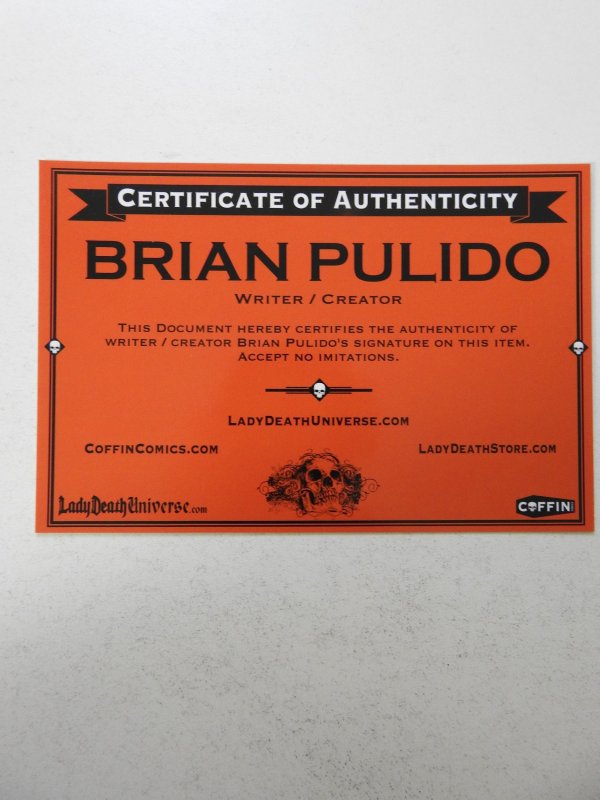 CERTIFICATE OF AUTHENTICITY
BRIAN PULIDO
WRITER / CREATOR
THIS DOCUMENT HEREBY CERTIFIES THE AUTHENTICITY OF
WRITER / CREATOR BRIAN PULIDO'S SIGNATURE ON THIS ITEM.
ACCEPT NO IMITATIONS.
LADYDEATHUNIVERSE.COM
COFFINCOMICS.COM
LADYDEATHSTORE.COM
LadyDeathUniverse.com
COFFIN